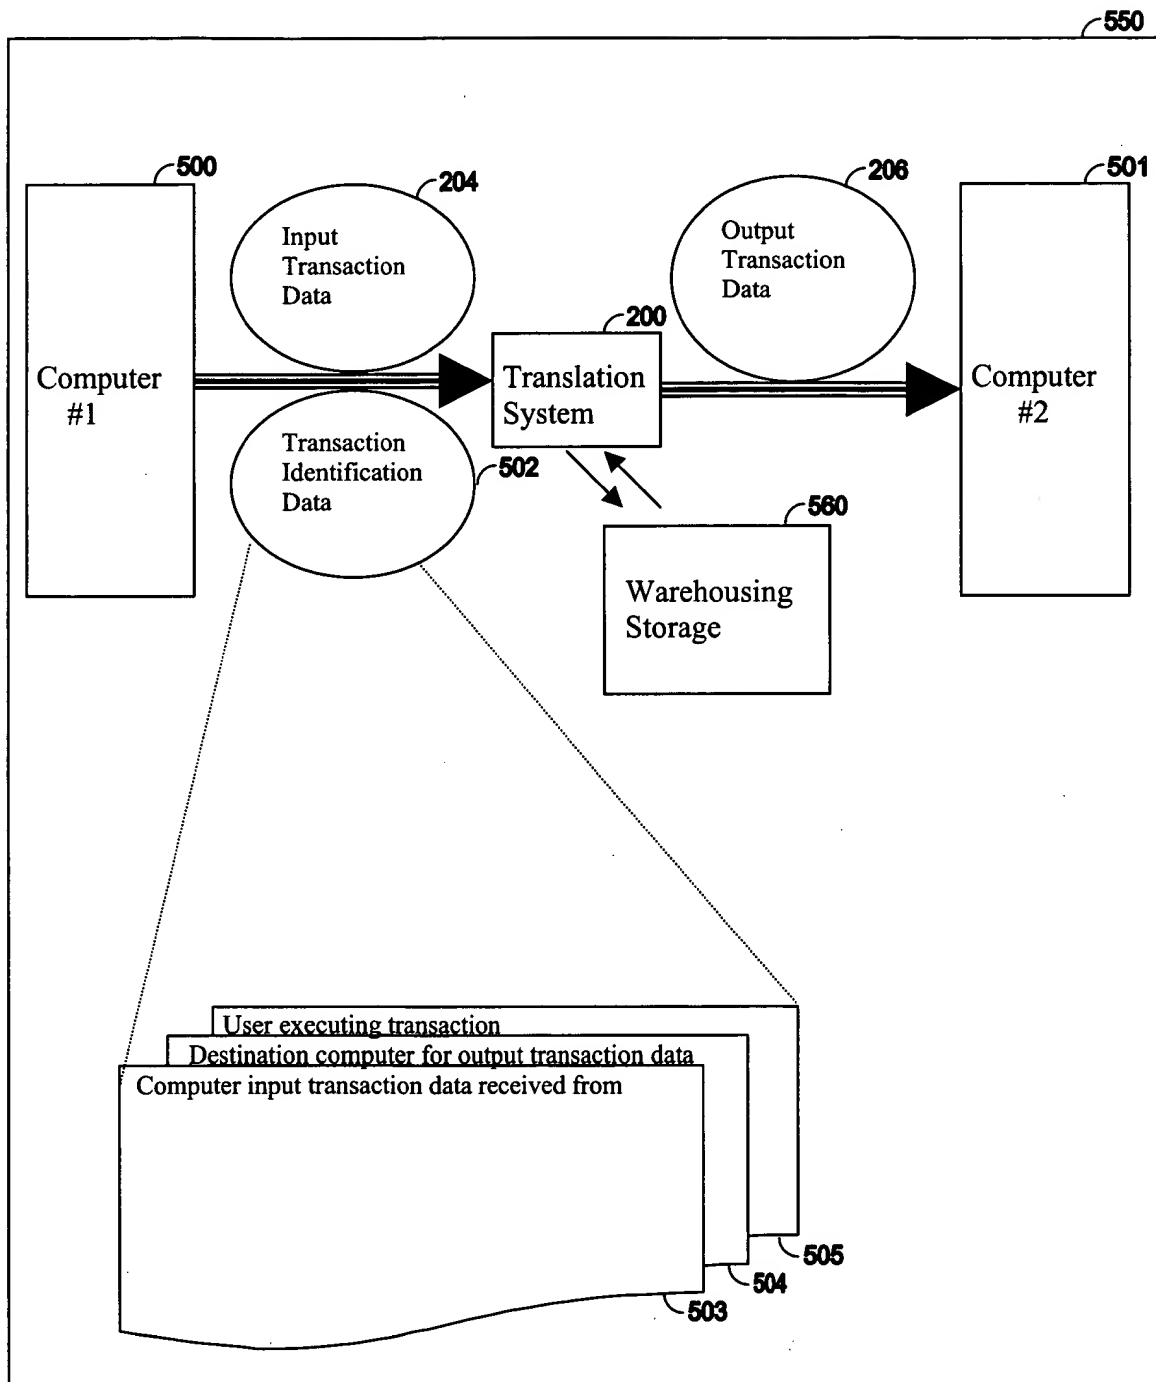 550
500
204
206
501
Input
Transaction
Data
Output
Transaction
Data
200
Computer
#1
Translation
System
Computer
#2
Transaction
Identification
Data
502
560
Warehousing
Storage
User executing transaction
Destination computer for output transaction data
Computer input transaction data received from
505
504
503